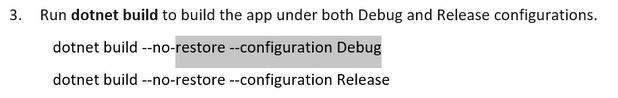 3. Run dotnet build to build the app under both Debug and Release configurations.
dotnet build --no-restore --configuration Debug
dotnet build --no-restore --configuration Release